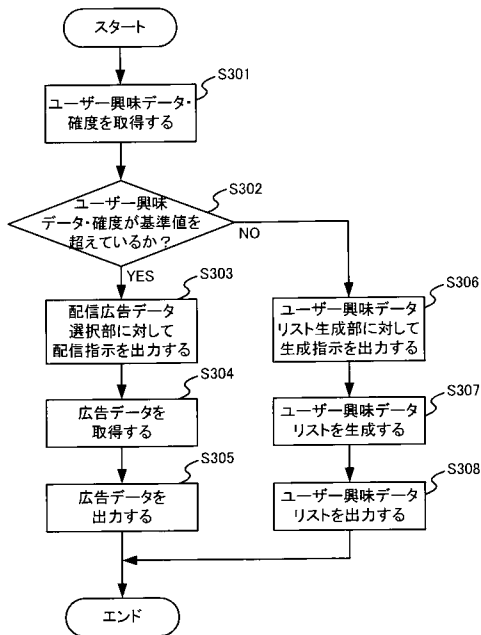 スタート
S301
ユーザー興味データ・
確度を取得する
S302
ユーザー興味
データ・確度が基準値を
超えているか？
NO
YES
S303
配信広告データ
選択部に対して
配信指示を出力する
S304
広告データを
取得する
S305
広告データを
出力する
S306
ユーザー興味データ
リスト生成部に対して
生成指示を出力する
S307
ユーザー興味データ
リストを生成する
S308
ユーザー興味データ
リストを出力する
エンド